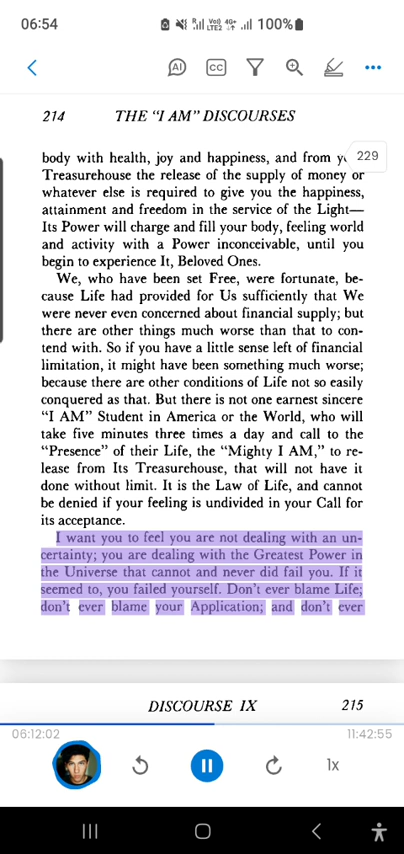 06:54
R Vo)) 4G+
LTE2
100%
AI
CC
214 THE “I AM” DISCOURSES
229
body with health, joy and happiness, and from
Treasurehouse the release of the supply of money or
whatever else is required to give you the happiness,
attainment and freedom in the service of the Light—
Its Power will charge and fill your body, feeling world
and activity with a Power inconceivable, until you
begin to experience It, Beloved Ones.
We, who have been set Free, were fortunate, be-
cause Life had provided for Us sufficiently that We
were never even concerned about financial supply; but
there are other things much worse than that to con-
tend with. So if you have a little sense left of financial
limitation, it might have been something much worse;
because there are other conditions of Life not so easily
conquered as that. But there is not one earnest sincere
“I AM” Student in America or the World, who will
take five minutes three times a day and call to the
“Presence” of their Life, the “Mighty I AM,” to re-
lease from Its Treasurehouse, that will not have it
done without limit. It is the Law of Life, and cannot
be denied if your feeling is undivided in your Call for
its acceptance.
I want you to feel you are not dealing with an un-
certainty; you are dealing with the Greatest Power in
the Universe that cannot and never did fail you. If it
seemed to, you failed yourself. Don’t ever blame Life;
don’t ever blame your Application; and don’t ever
DISCOURSE IX 215
06:12:02 11:42:55
1x